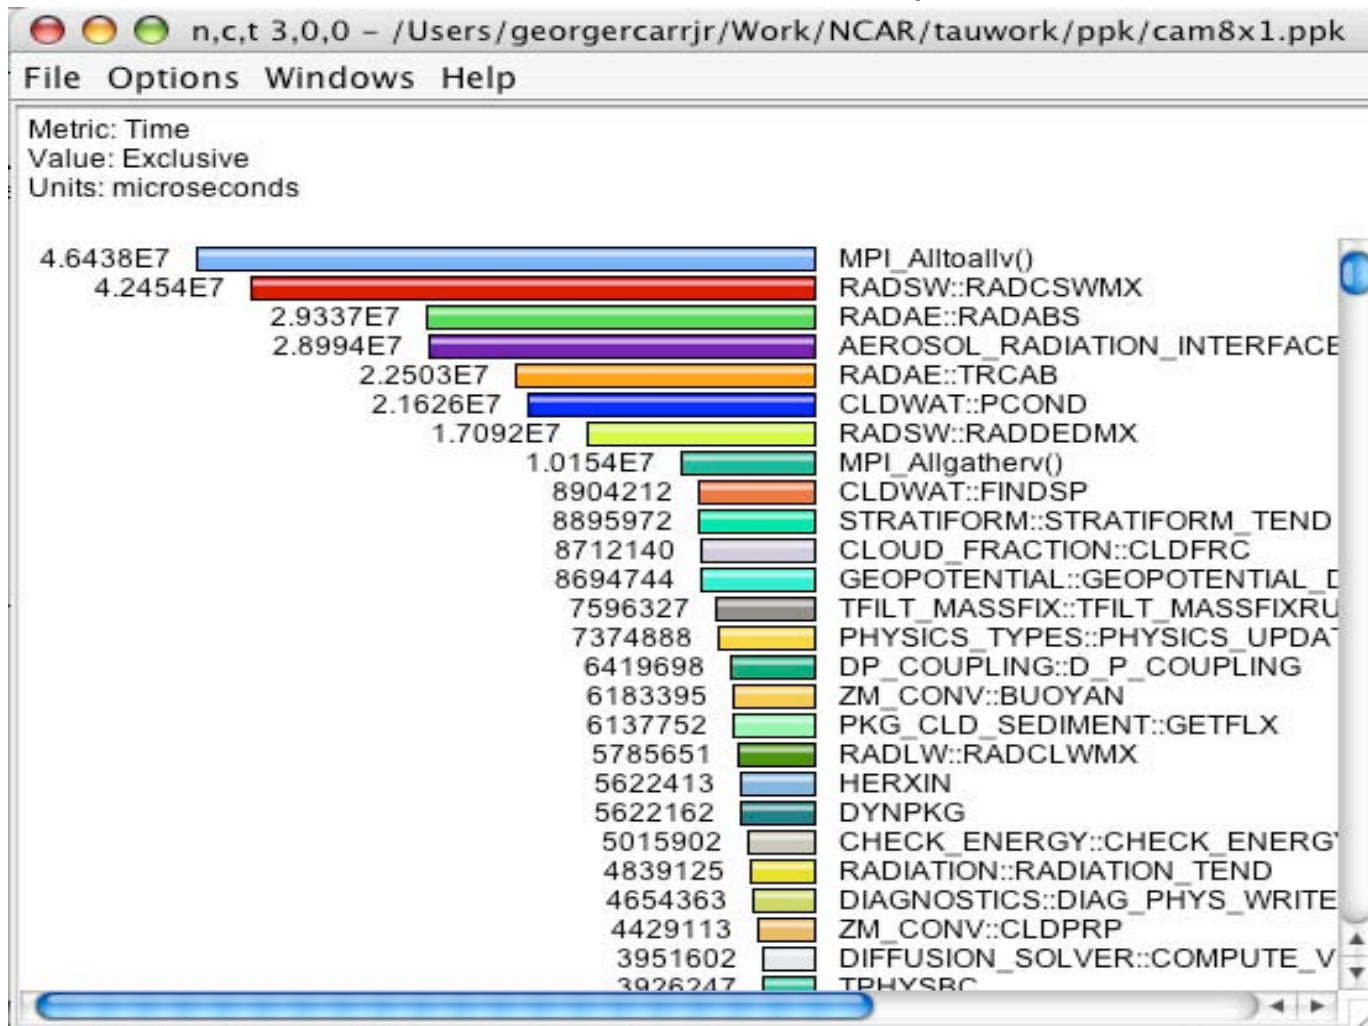 n,c,t 3,0,0 – /Users/georgercarrjr/Work/NCAR/tauwork/ppk/cam8x1.ppk
File Options Windows Help
Metric: Time
Value: Exclusive
Units: microseconds
4.6438E7 MPI_Alltoallv()
4.2454E7 RADSW::RADCSWMX
2.9337E7 RADAE::RADABS
2.8994E7 AEROSOL_RADIATION_INTERFACE
2.2503E7 RADAE::TRCAB
2.1626E7 CLDWAT::PCOND
1.7092E7 RADSW::RADDEDMX
1.0154E7 MPI_Allgatherv()
8904212 CLDWAT::FINDSP
8895972 STRATIFORM::STRATIFORM_TEND
8712140 CLOUD_FRACTION::CLDFRC
8694744 GEOPOTENTIAL::GEOPOTENTIAL_D
7596327 TFILT_MASSFIX::TFILT_MASSFIXRU
7374888 PHYSICS_TYPES::PHYSICS_UPDAT
6419698 DP_COUPLING::D_P_COUPLING
6183395 ZM_CONV::BUOYAN
6137752 PKG_CLD_SEDIMENT::GETFLX
5785651 RADLW::RADCLWMX
5622413 HERXIN
5622162 DYNPKG
5015902 CHECK_ENERGY::CHECK_ENERGY
4839125 RADIATION::RADIATION_TEND
4654363 DIAGNOSTICS::DIAG_PHYS_WRITE
4429113 ZM_CONV::CLDPRP
3951602 DIFFUSION_SOLVER::COMPUTE_V
3926247 TPHYSBC